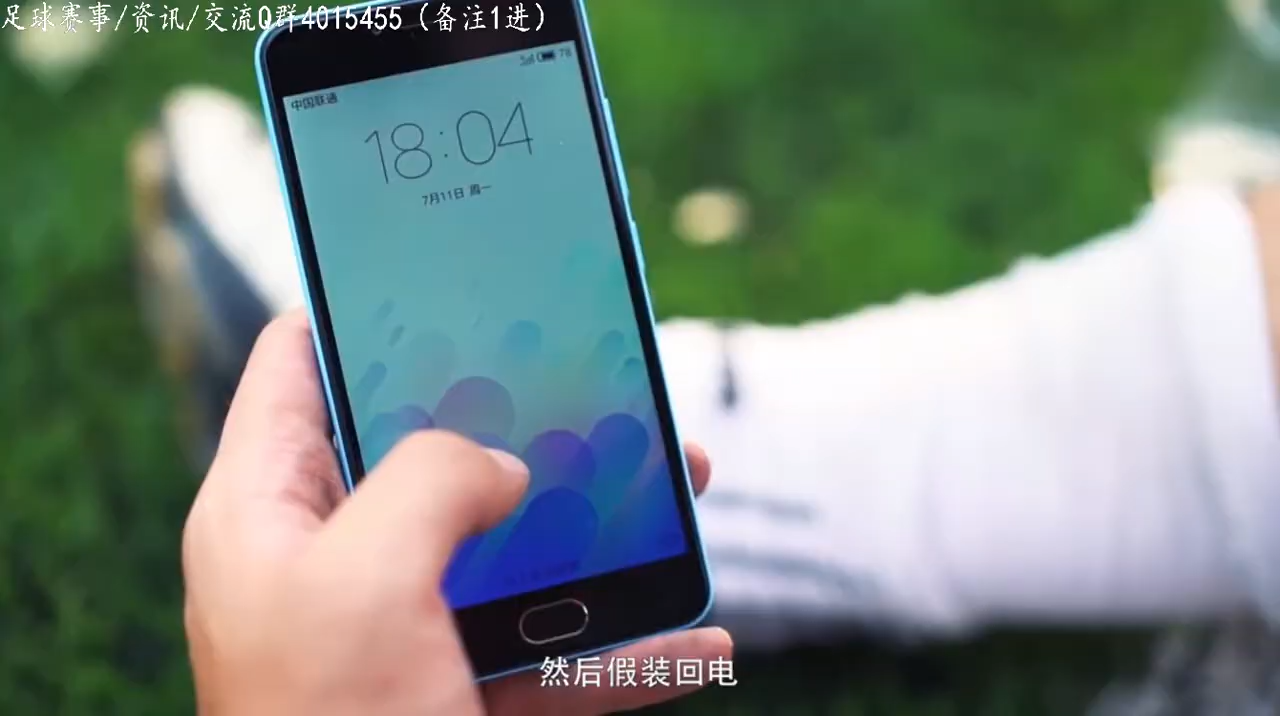 足球赛事/资讯/交流Q群4015455（备注1进）
78
中国联通
18:04
7月11日 周一
然后假装回电